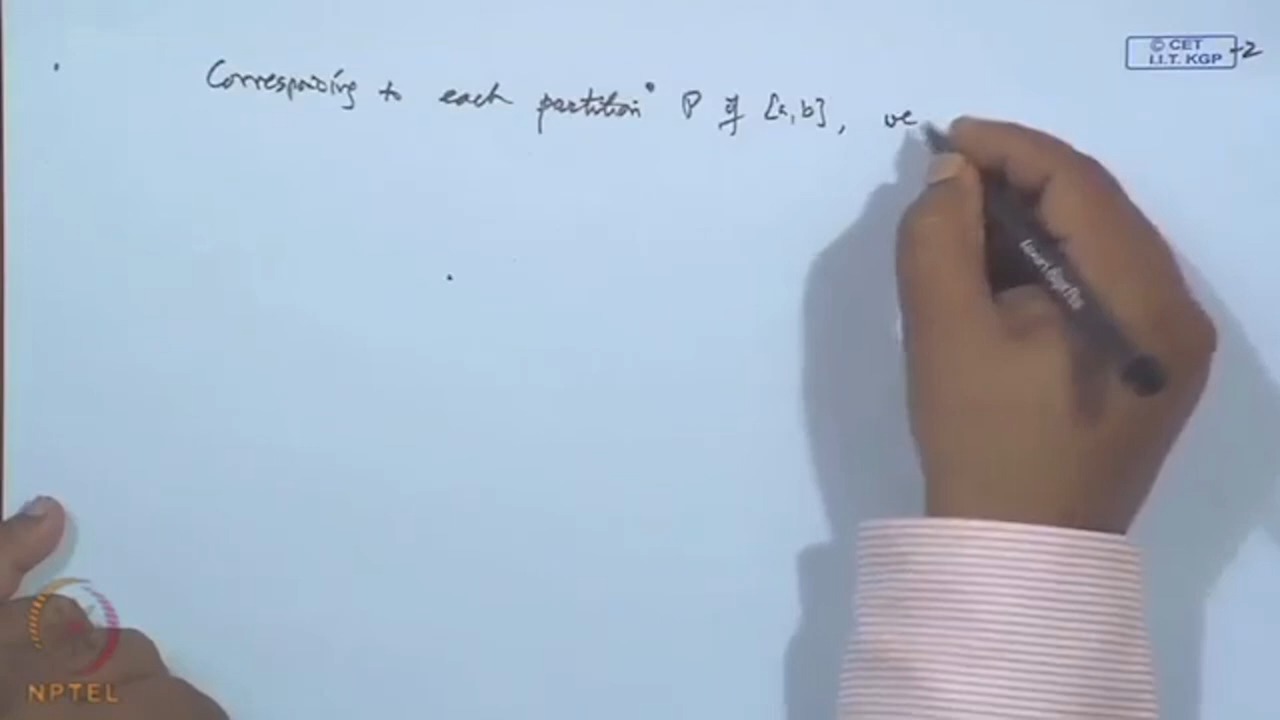 Corresponding to each partition P of [a,b], we
© CET
I.I.T. KGP
NPTEL